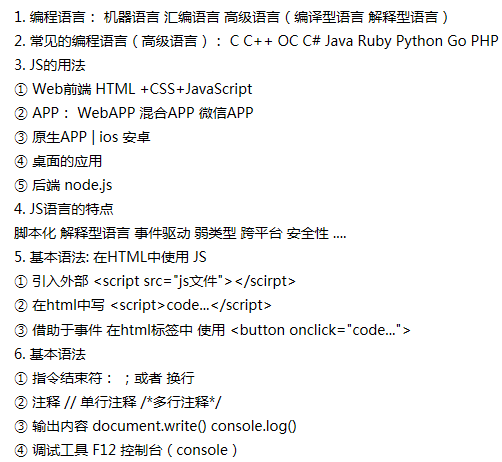 1. 编程语言： 机器语言 汇编语言 高级语言（编译型语言 解释型语言）
2. 常见的编程语言（高级语言）： C C++ OC C# Java Ruby Python Go PHP
3. JS的用法
① Web前端 HTML +CSS+JavaScript
② APP： WebAPP 混合APP 微信APP
③ 原生APP | ios 安卓
④ 桌面的应用
⑤ 后端 node.js
4. JS语言的特点
脚本化 解释型语言 事件驱动 弱类型 跨平台 安全性 ....
5. 基本语法: 在HTML中使用 JS
① 引入外部 <script src="js文件"></scirpt>
② 在html中写 <script>code...</script>
③ 借助于事件 在html标签中 使用 <button onclick="code...">
6. 基本语法
① 指令结束符： ；或者 换行
② 注释 // 单行注释 /*多行注释*/
③ 输出内容 document.write() console.log()
④ 调试工具 F12 控制台（console）